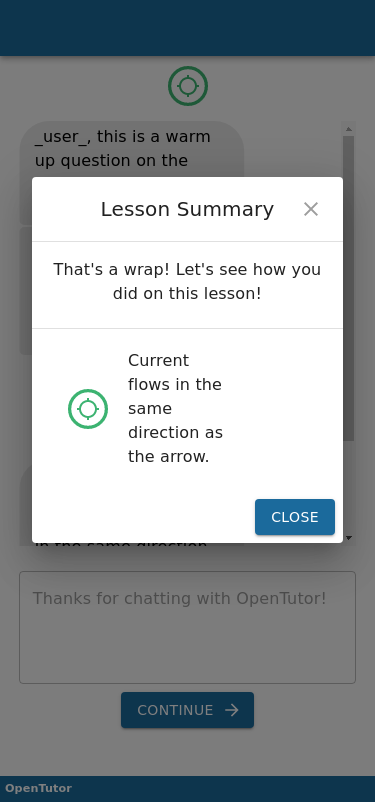 _user_, this is a warm
up question on the
Lesson Summary
That's a wrap! Let's see how you
did on this lesson!
Current
flows in the
same
direction as
the arrow.
CLOSE
in the same direction
Thanks for chatting with OpenTutor!
CONTINUE
OpenTutor